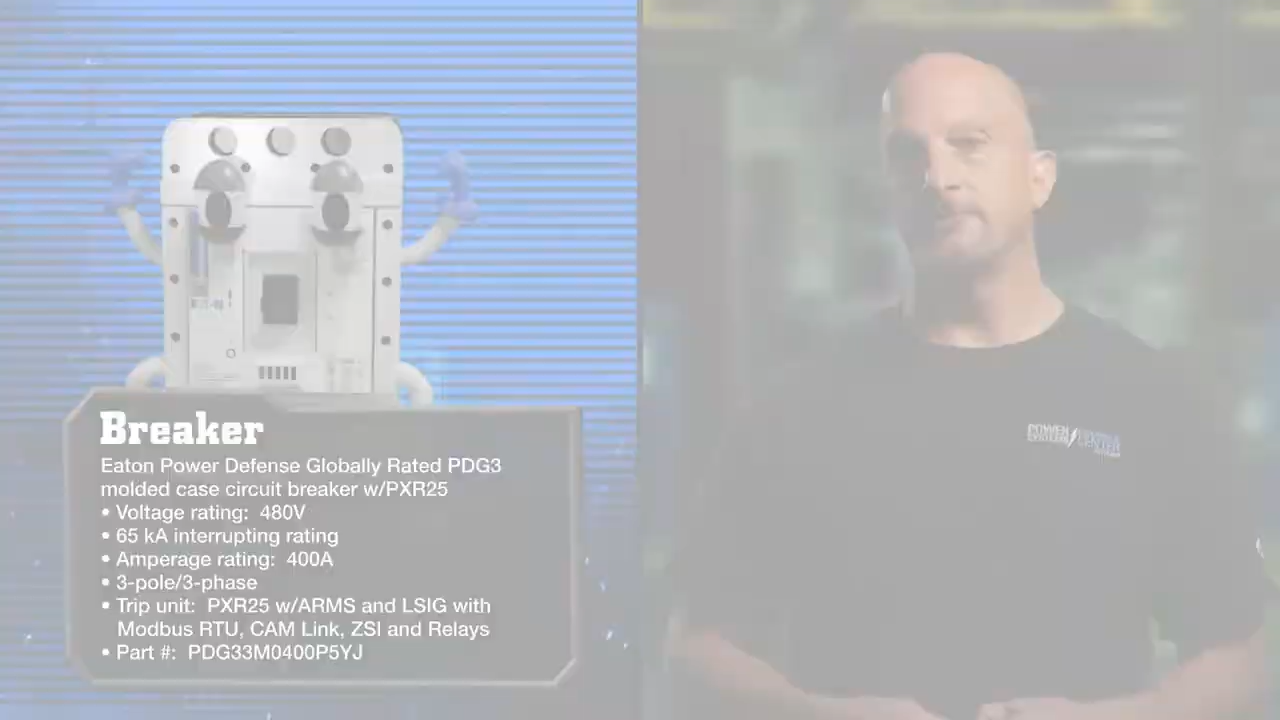 Breaker
Eaton Power Defense Globally Rated PDG3
molded case circuit breaker w/PXR25
• Voltage rating:  480V
• 65 kA interrupting rating
• Amperage rating:  400A
• 3-pole/3-phase
• Trip unit:  PXR25 w/ARMS and LSIG with
Modbus RTU, CAM Link, ZSI and Relays
• Part #:  PDG33M0400P5YJ